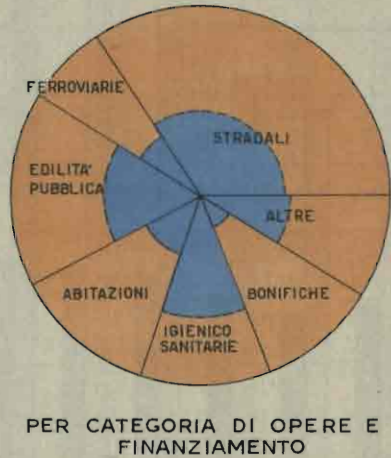 FERROVIARIE
STRADALI
EDILITA'
PUBBLICA
ALTRE
ABITAZIONI
BONIFICHE
IGIENICO
SANITARIE
PER CATEGORIA DI OPERE E
FINANZIAMENTO